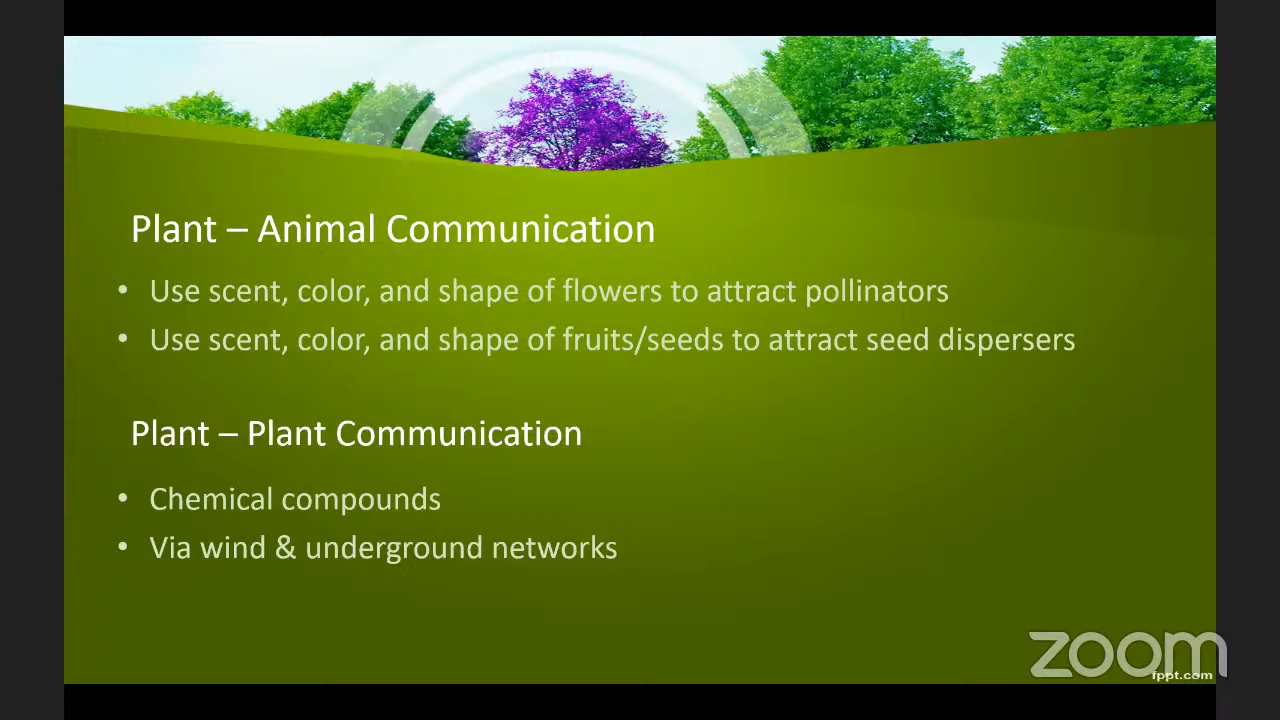 Plant – Animal Communication
• Use scent, color, and shape of flowers to attract pollinators
• Use scent, color, and shape of fruits/seeds to attract seed dispersers
Plant – Plant Communication
• Chemical compounds
• Via wind & underground networks
zoom
fppt.com